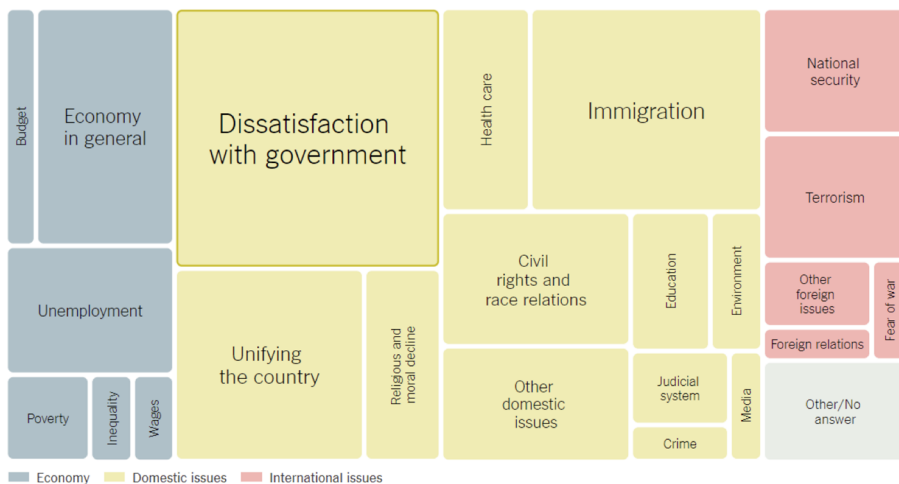 Budget
Economy
in general
Dissatisfaction
with government
Health care
Immigration
National
security
Terrorism
Unemployment
Civil
rights and
race relations
Education
Environment
Other
foreign
issues
Fear of war
Foreign relations
Unifying
the country
Religious and
moral decline
Other
domestic
issues
Judicial
system
Media
Crime
Poverty
Inequality
Wages
Other/No
answer
Economy
Domestic issues
International issues